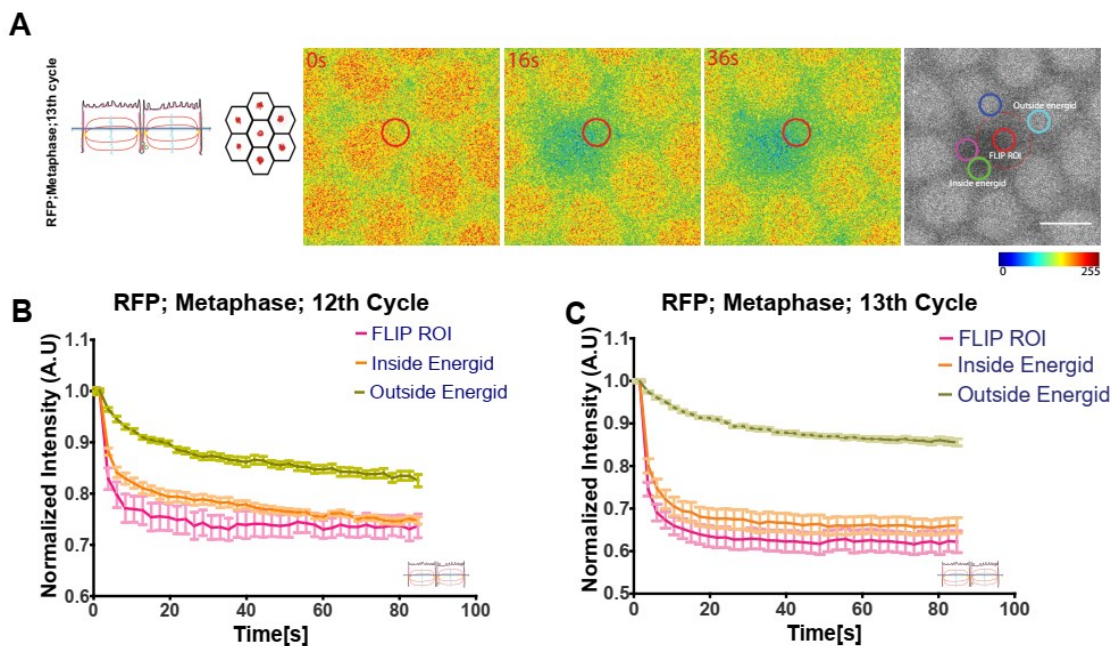 A
RFP;Metaphase;13th cycle
0s
16s
36s
Outside energid
FLIP ROI
Inside energid
0 255
B
RFP; Metaphase; 12th Cycle
FLIP ROI
Inside Energid
Outside Energid
Normalized Intensity (A.U)
1.1
1.0
0.9
0.8
0.7
0.6
0 20 40 60 80 100
Time[s]
C
RFP; Metaphase; 13th Cycle
FLIP ROI
Inside Energid
Outside Energid
Normalized Intensity (A.U)
1.1
1.0
0.9
0.8
0.7
0.6
0.5
0 20 40 60 80 100
Time[s]